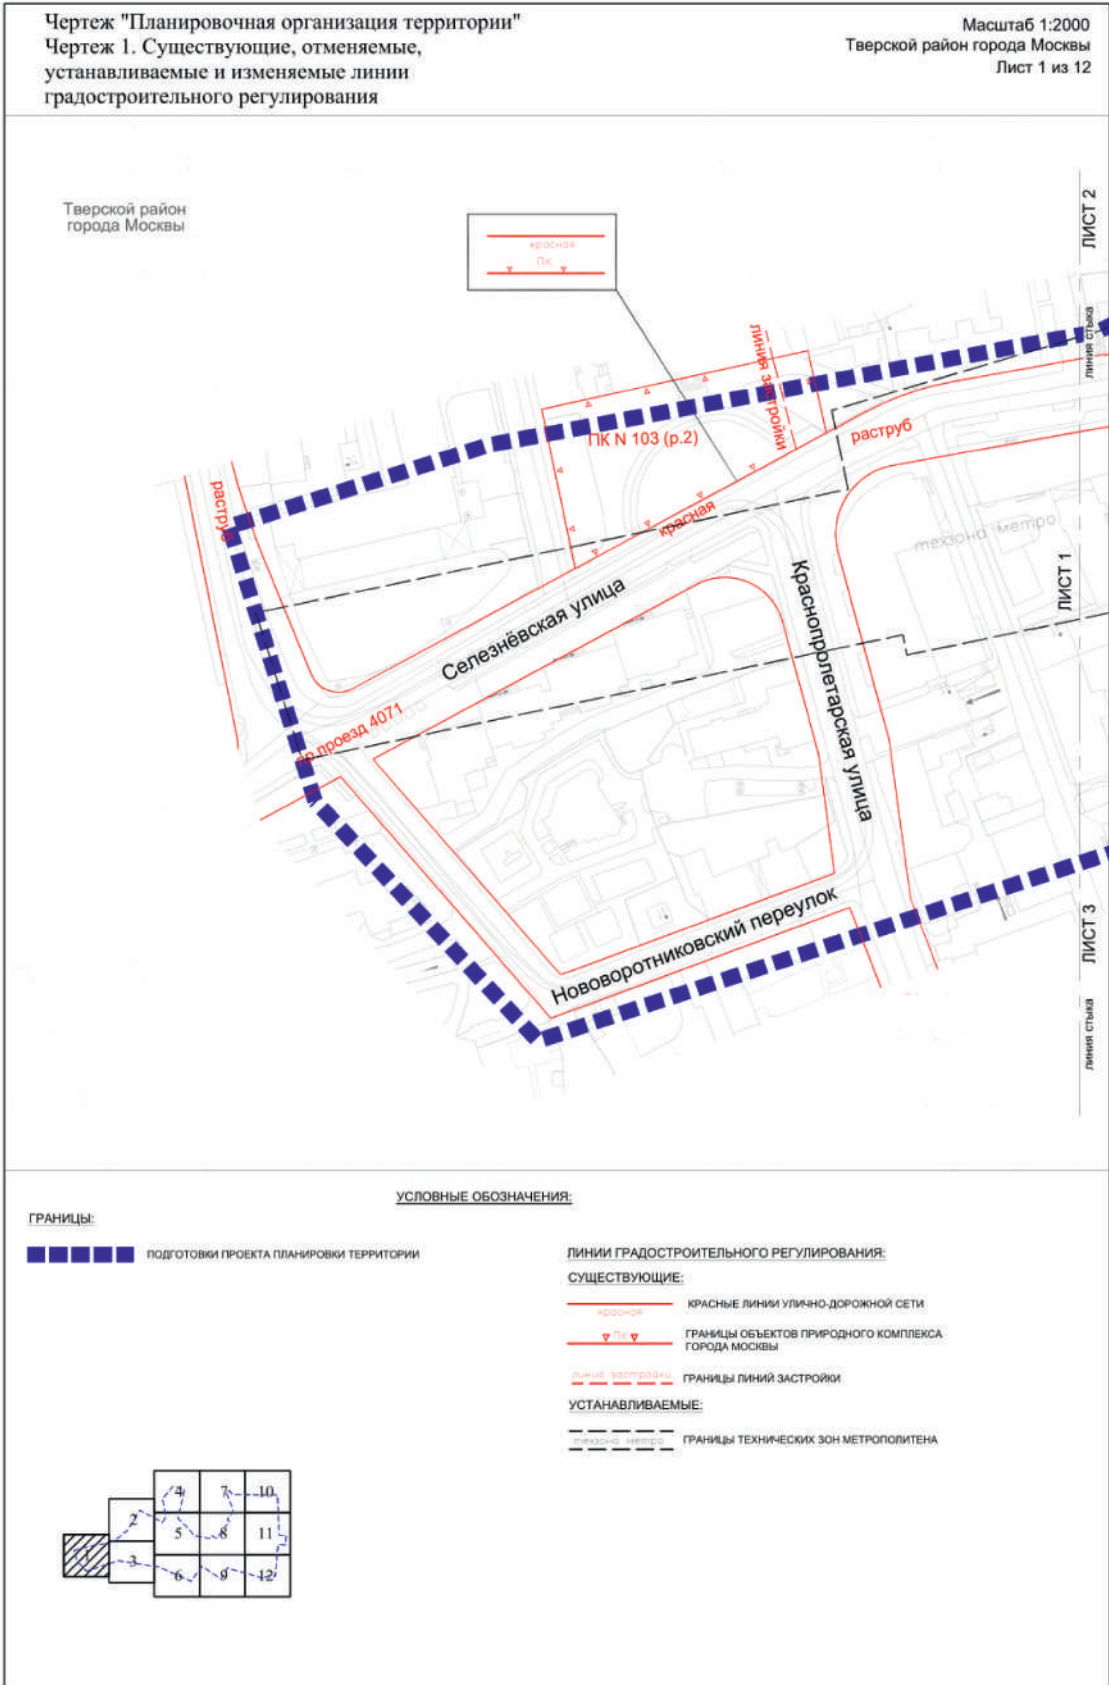 Чертеж "Планировочная организация территории"
Чертеж 1. Существующие, отменяемые,
устанавливаемые и изменяемые линии
градостроительного регулирования
Масштаб 1:2000
Тверской район города Москвы
Лист 1 из 12
Тверской район
города Москвы
красная
ПК
ЛИСТ 2
линия стыка
линия застройки
ПК N 103 (р.2)
раструб
раструб
красная
техзона метро
ЛИСТ 1
Селезнёвская улица
Краснопролетарская улица
пр.проезд 4071
Нововоротниковский переулок
ЛИСТ 3
линия стыка
УСЛОВНЫЕ ОБОЗНАЧЕНИЯ:
ГРАНИЦЫ:
ПОДГОТОВКИ ПРОЕКТА ПЛАНИРОВКИ ТЕРРИТОРИИ
ЛИНИИ ГРАДОСТРОИТЕЛЬНОГО РЕГУЛИРОВАНИЯ:
СУЩЕСТВУЮЩИЕ:
красная
КРАСНЫЕ ЛИНИИ УЛИЧНО-ДОРОЖНОЙ СЕТИ
ПК
ГРАНИЦЫ ОБЪЕКТОВ ПРИРОДНОГО КОМПЛЕКСА
ГОРОДА МОСКВЫ
линия застройки
ГРАНИЦЫ ЛИНИЙ ЗАСТРОЙКИ
УСТАНАВЛИВАЕМЫЕ:
техзона метро
ГРАНИЦЫ ТЕХНИЧЕСКИХ ЗОН МЕТРОПОЛИТЕНА
4 7 10
2
5 8 11
1
3
6 9 12